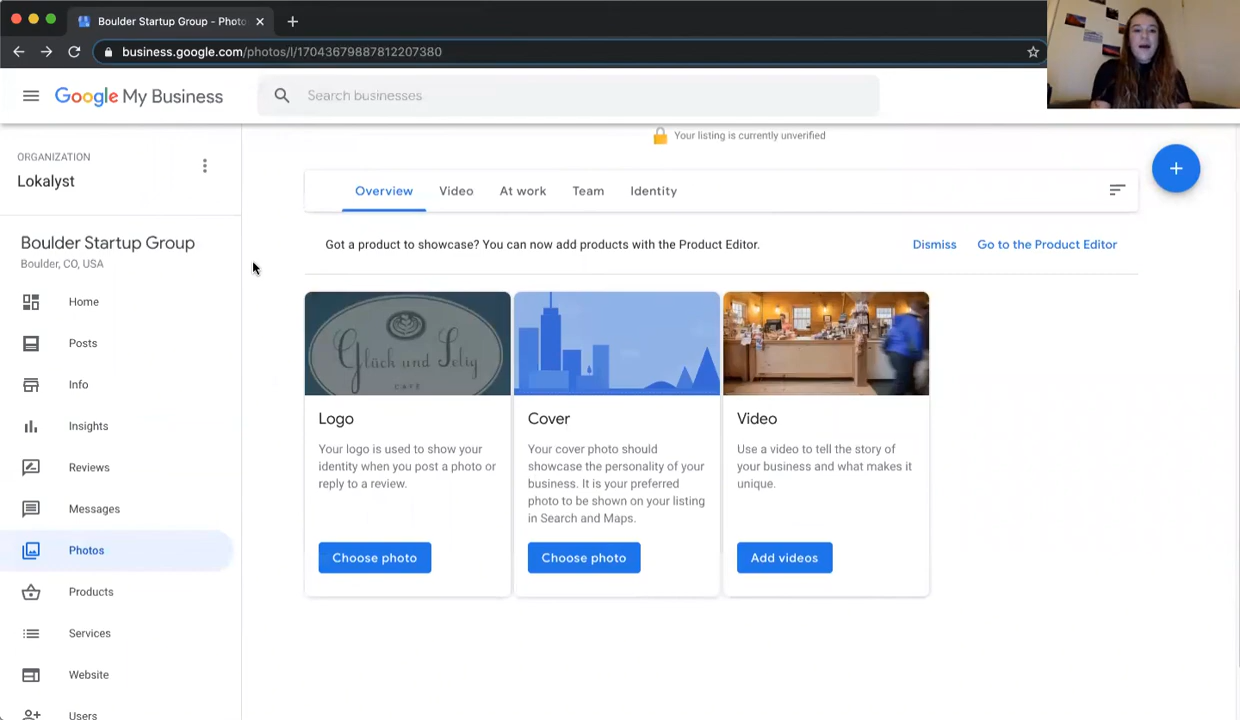 Boulder Startup Group - Photo
business.google.com/photos/l/17043679887812207380
Google My Business
Search businesses
Your listing is currently unverified
ORGANIZATION
Lokalyst
Boulder Startup Group
Boulder, CO, USA
Home
Posts
Info
Insights
Reviews
Messages
Photos
Products
Services
Website
Users
Overview
Video
At work
Team
Identity
Got a product to showcase? You can now add products with the Product Editor.
Dismiss
Go to the Product Editor
Glück und Selig
CAFÉ
Logo
Your logo is used to show your
identity when you post a photo or
reply to a review.
Choose photo
Cover
Your cover photo should
showcase the personality of your
business. It is your preferred
photo to be shown on your listing
in Search and Maps.
Choose photo
Video
Use a video to tell the story of
your business and what makes it
unique.
Add videos